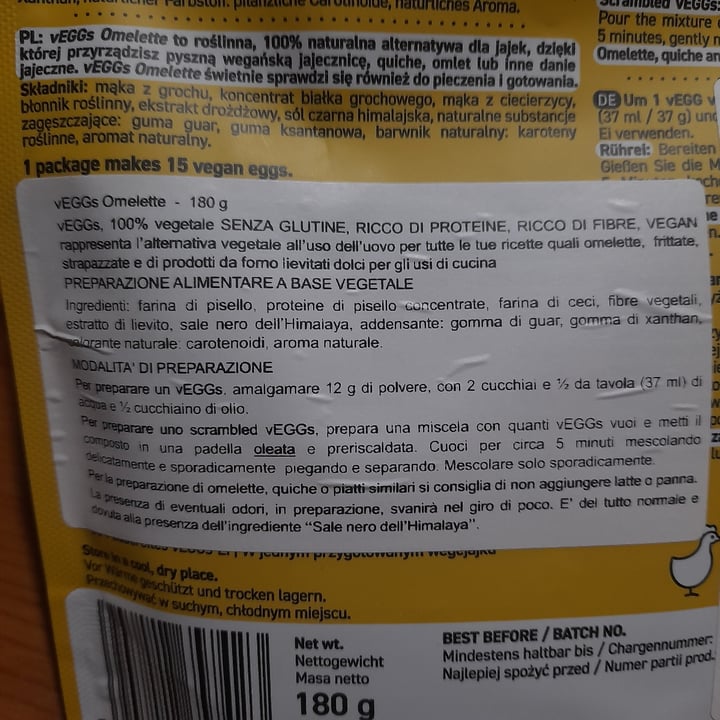 Xanthan, natürlicher Farbstoff: pflanzliche Carotinoide, natürliches Aroma.
PL: vEGGs Omelette to roślinna, 100% naturalna alternatywa dla jajek, dzięki
której przyrządzisz pyszną wegańską jajecznicę, quiche, omlet lub inne danie
jajeczne. vEGGs Omelette świetnie sprawdzi się również do pieczenia i gotowania.
Składniki: mąka z grochu, koncentrat białka grochowego, mąka z ciecierzycy,
błonnik roślinny, ekstrakt drożdżowy, sól czarna himalajska, naturalne substancje
zagęszczające: guma guar, guma ksantanowa, barwnik naturalny: karoteny
roślinne, aromat naturalny.
1 package makes 15 vegan eggs.
vEGGs Omelette - 180 g
vEGGs, 100% vegetale SENZA GLUTINE, RICCO DI PROTEINE, RICCO DI FIBRE, VEGAN
rappresenta l'alternativa vegetale all'uso dell'uovo per tutte le tue ricette quali omelette, frittate,
strapazzate e di prodotti da forno lievitati dolci per gli usi di cucina
PREPARAZIONE ALIMENTARE A BASE VEGETALE
Ingredienti: farina di pisello, proteine di pisello concentrate, farina di ceci, fibre vegetali,
estratto di lievito, sale nero dell'Himalaya, addensante: gomma di guar, gomma di xanthan,
colorante naturale: carotenoidi, aroma naturale.
MODALITA' DI PREPARAZIONE
Per preparare un vEGGs, amalgamare 12 g di polvere, con 2 cucchiai e ½ da tavola (37 ml) di
acqua e ½ cucchiaino di olio.
Per preparare uno scrambled vEGGs, prepara una miscela con quanti vEGGs vuoi e metti il
composto in una padella oleata e preriscaldata. Cuoci per circa 5 minuti mescolando
delicatamente e sporadicamente piegando e separando. Mescolare solo sporadicamente.
Per la preparazione di omelette, quiche o piatti similari si consiglia di non aggiungere latte o panna.
La presenza di eventuali odori, in preparazione, svanirà nel giro di poco. E' del tutto normale e
dovuta alla presenza dell'ingrediente "Sale nero dell'Himalaya".
Store in a cool, dry place.
Vor Wärme geschützt und trocken lagern.
Przechowywać w suchym, chłodnym miejscu.
Net wt.
Nettogewicht
Masa netto
180 g
BEST BEFORE / BATCH NO.
Mindestens haltbar bis / Chargennummer:
Najlepiej spożyć przed / Numer partii prod.
Scrambled vEGGs:
Pour the mixture
5 minutes, gently
Omelette, quiche an
DE Um 1 vEGG
(37 ml / 37 g) und
Ei verwenden.
Rührei: Bereiten
Gießen Sie die M